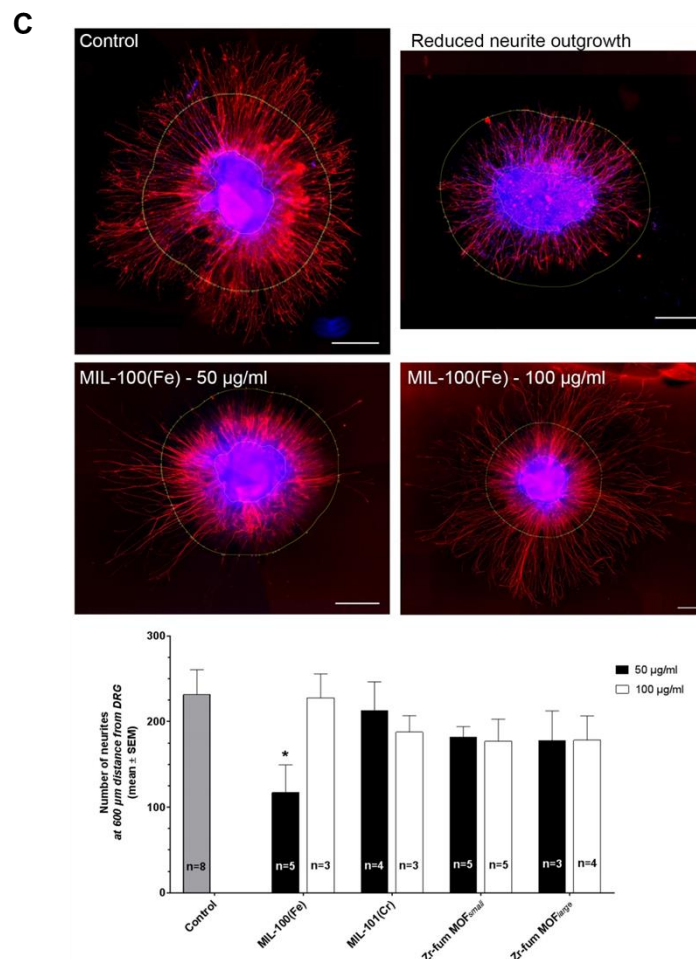 C
Control
Reduced neurite outgrowth
MIL-100(Fe) - 50 µg/ml
MIL-100(Fe) - 100 µg/ml
Number of neurites
at 600 µm distance from DRG
(mean ± SEM)
300
200
100
0
50 µg/ml
100 µg/ml
*
n=8
n=5
n=3
n=4
n=3
n=5
n=5
n=3
n=4
Control
MIL-100(Fe)
MIL-101(Cr)
Zr-fum MOFsmall
Zr-fum MOFlarge